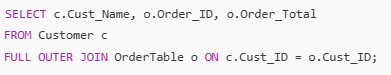 SELECT c.Cust_Name, o.Order_ID, o.Order_Total
FROM Customer c
FULL OUTER JOIN OrderTable o ON c.Cust_ID = o.Cust_ID;